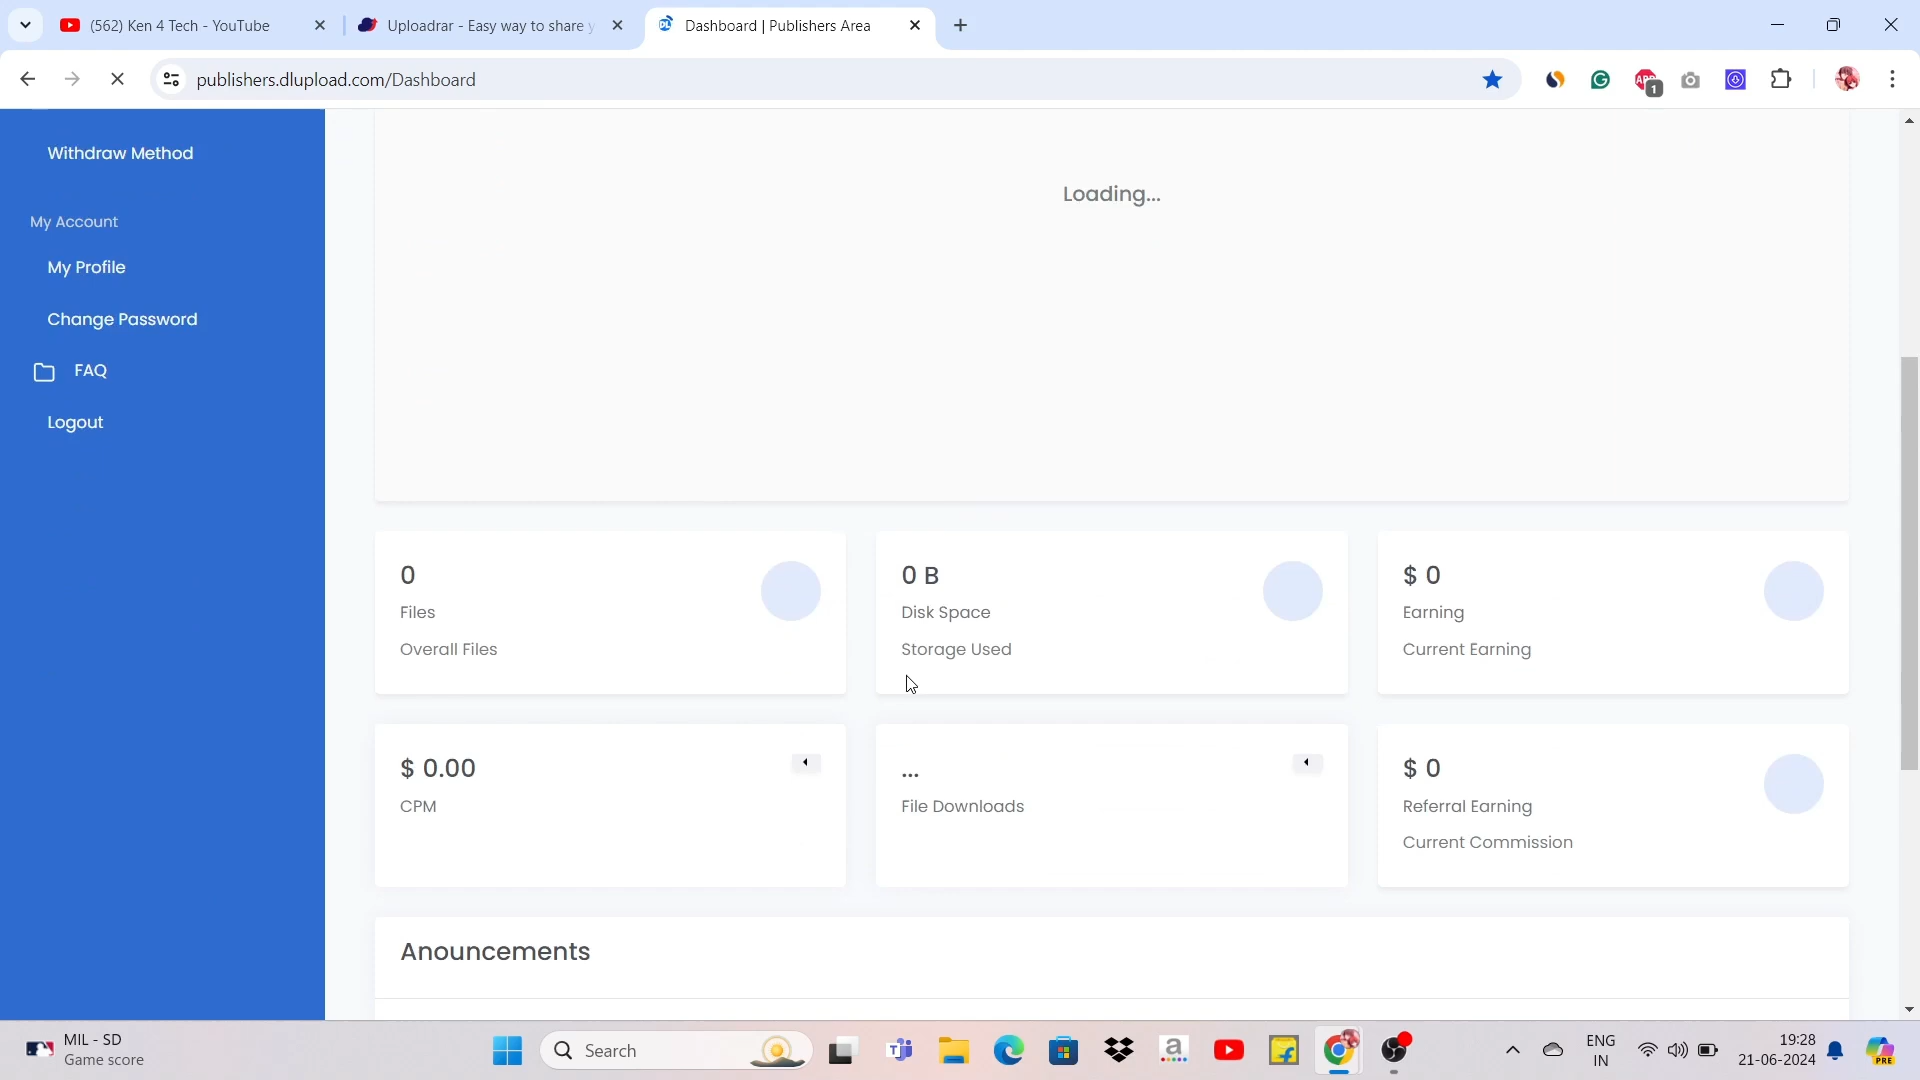 (562) Ken 4 Tech - YouTube
Uploadrar - Easy way to share y
Dashboard | Publishers Area
publishers.dlupload.com/Dashboard
ABP
1
Withdraw Method
My Account
My Profile
Change Password
FAQ
Logout
Loading...
0
Files
Overall Files
0 B
Disk Space
Storage Used
$ 0
Earning
Current Earning
$ 0.00
CPM
...
File Downloads
$ 0
Referral Earning
Current Commission
Anouncements
MIL - SD
Game score
Search
ENG
IN
19:28
21-06-2024
PRE